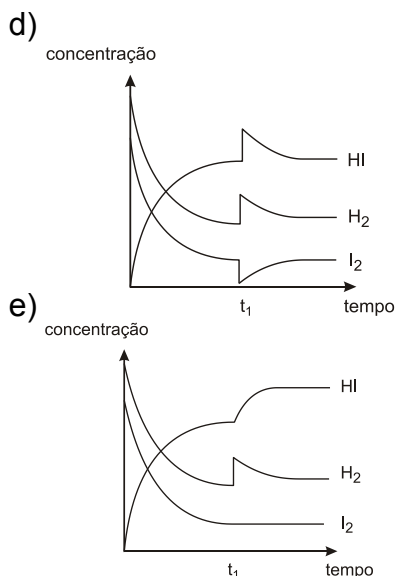 d)
concentração
HI
H₂
I₂
t₁ tempo
e)
concentração
HI
H₂
I₂
t₁ tempo